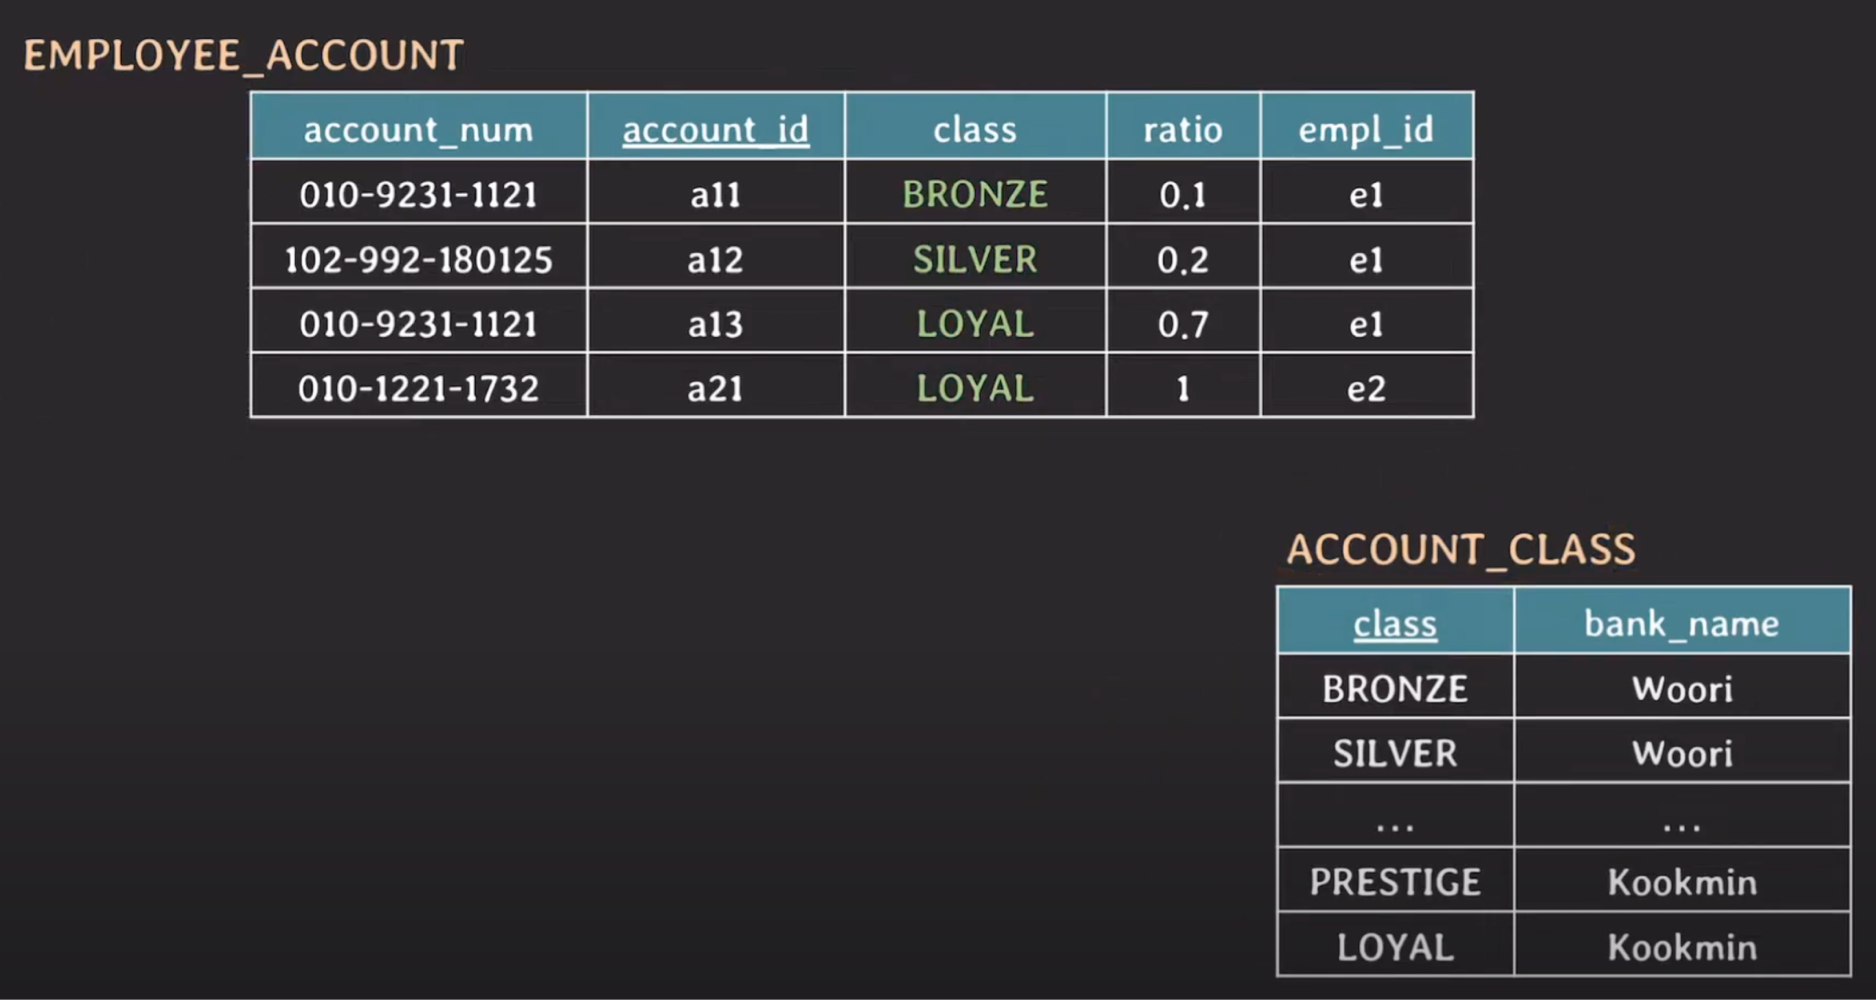 EMPLOYEE_ACCOUNT
account_num account_id class ratio empl_id
010-9231-1121 a11 BRONZE 0.1 e1
102-992-180125 a12 SILVER 0.2 e1
010-9231-1121 a13 LOYAL 0.7 e1
010-1221-1732 a21 LOYAL 1 e2
ACCOUNT_CLASS
class bank_name
BRONZE Woori
SILVER Woori
... ...
PRESTIGE Kookmin
LOYAL Kookmin